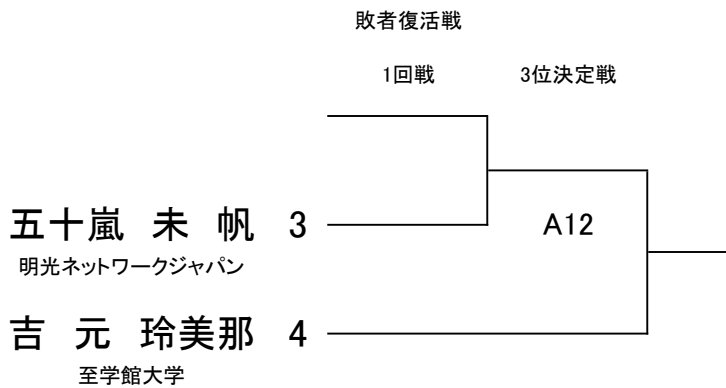 敗者復活戦
1回戦 3位決定戦
五十嵐 未 帆 3
A12
明光ネットワークジャパン
吉 元 玲美那 4
至学館大学